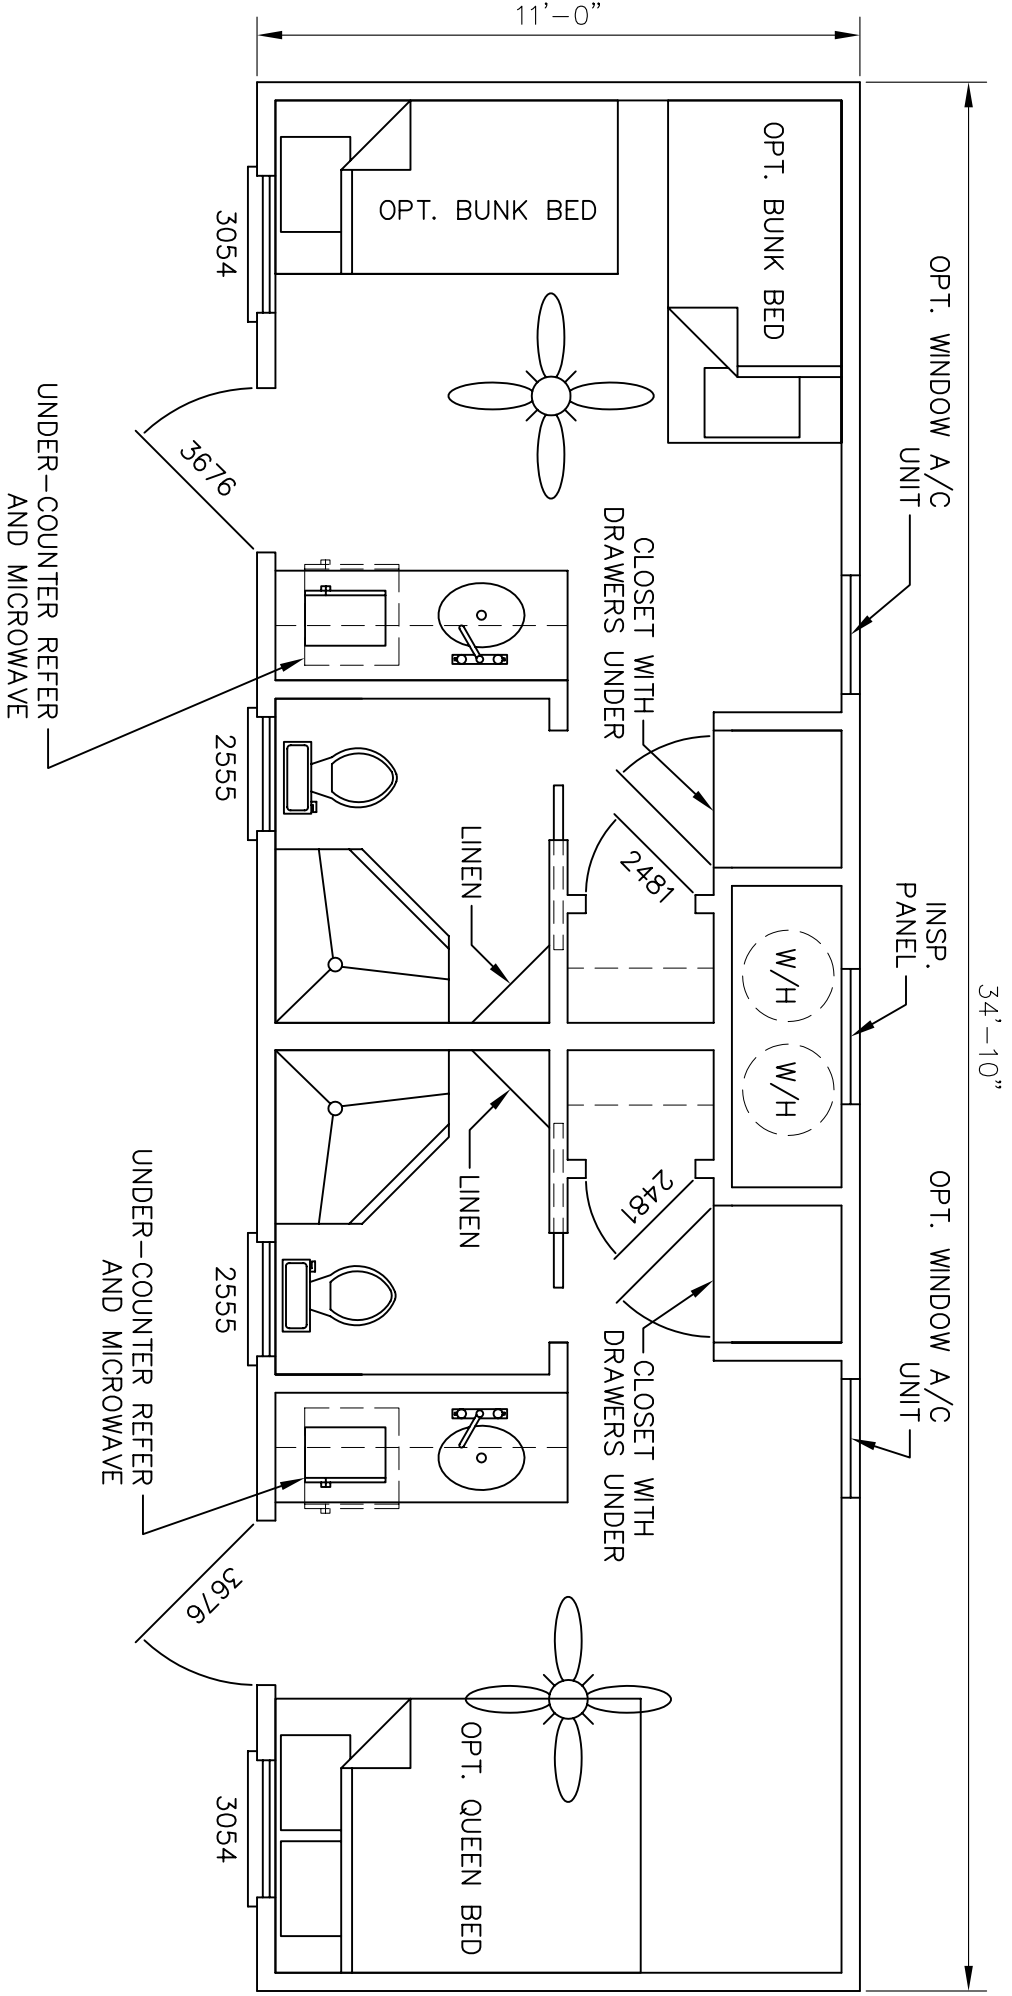 11'-0"
34'-10"
OPT. BUNK BED
OPT. BUNK BED
OPT. WINDOW A/C
UNIT
3054
3676
UNDER-COUNTER REFER
AND MICROWAVE
CLOSET WITH
DRAWERS UNDER
2555
LINEN
2481
INSP.
PANEL
W/H
W/H
LINEN
2481
OPT. WINDOW A/C
UNIT
CLOSET WITH
DRAWERS UNDER
2555
UNDER-COUNTER REFER
AND MICROWAVE
3676
OPT. QUEEN BED
3054